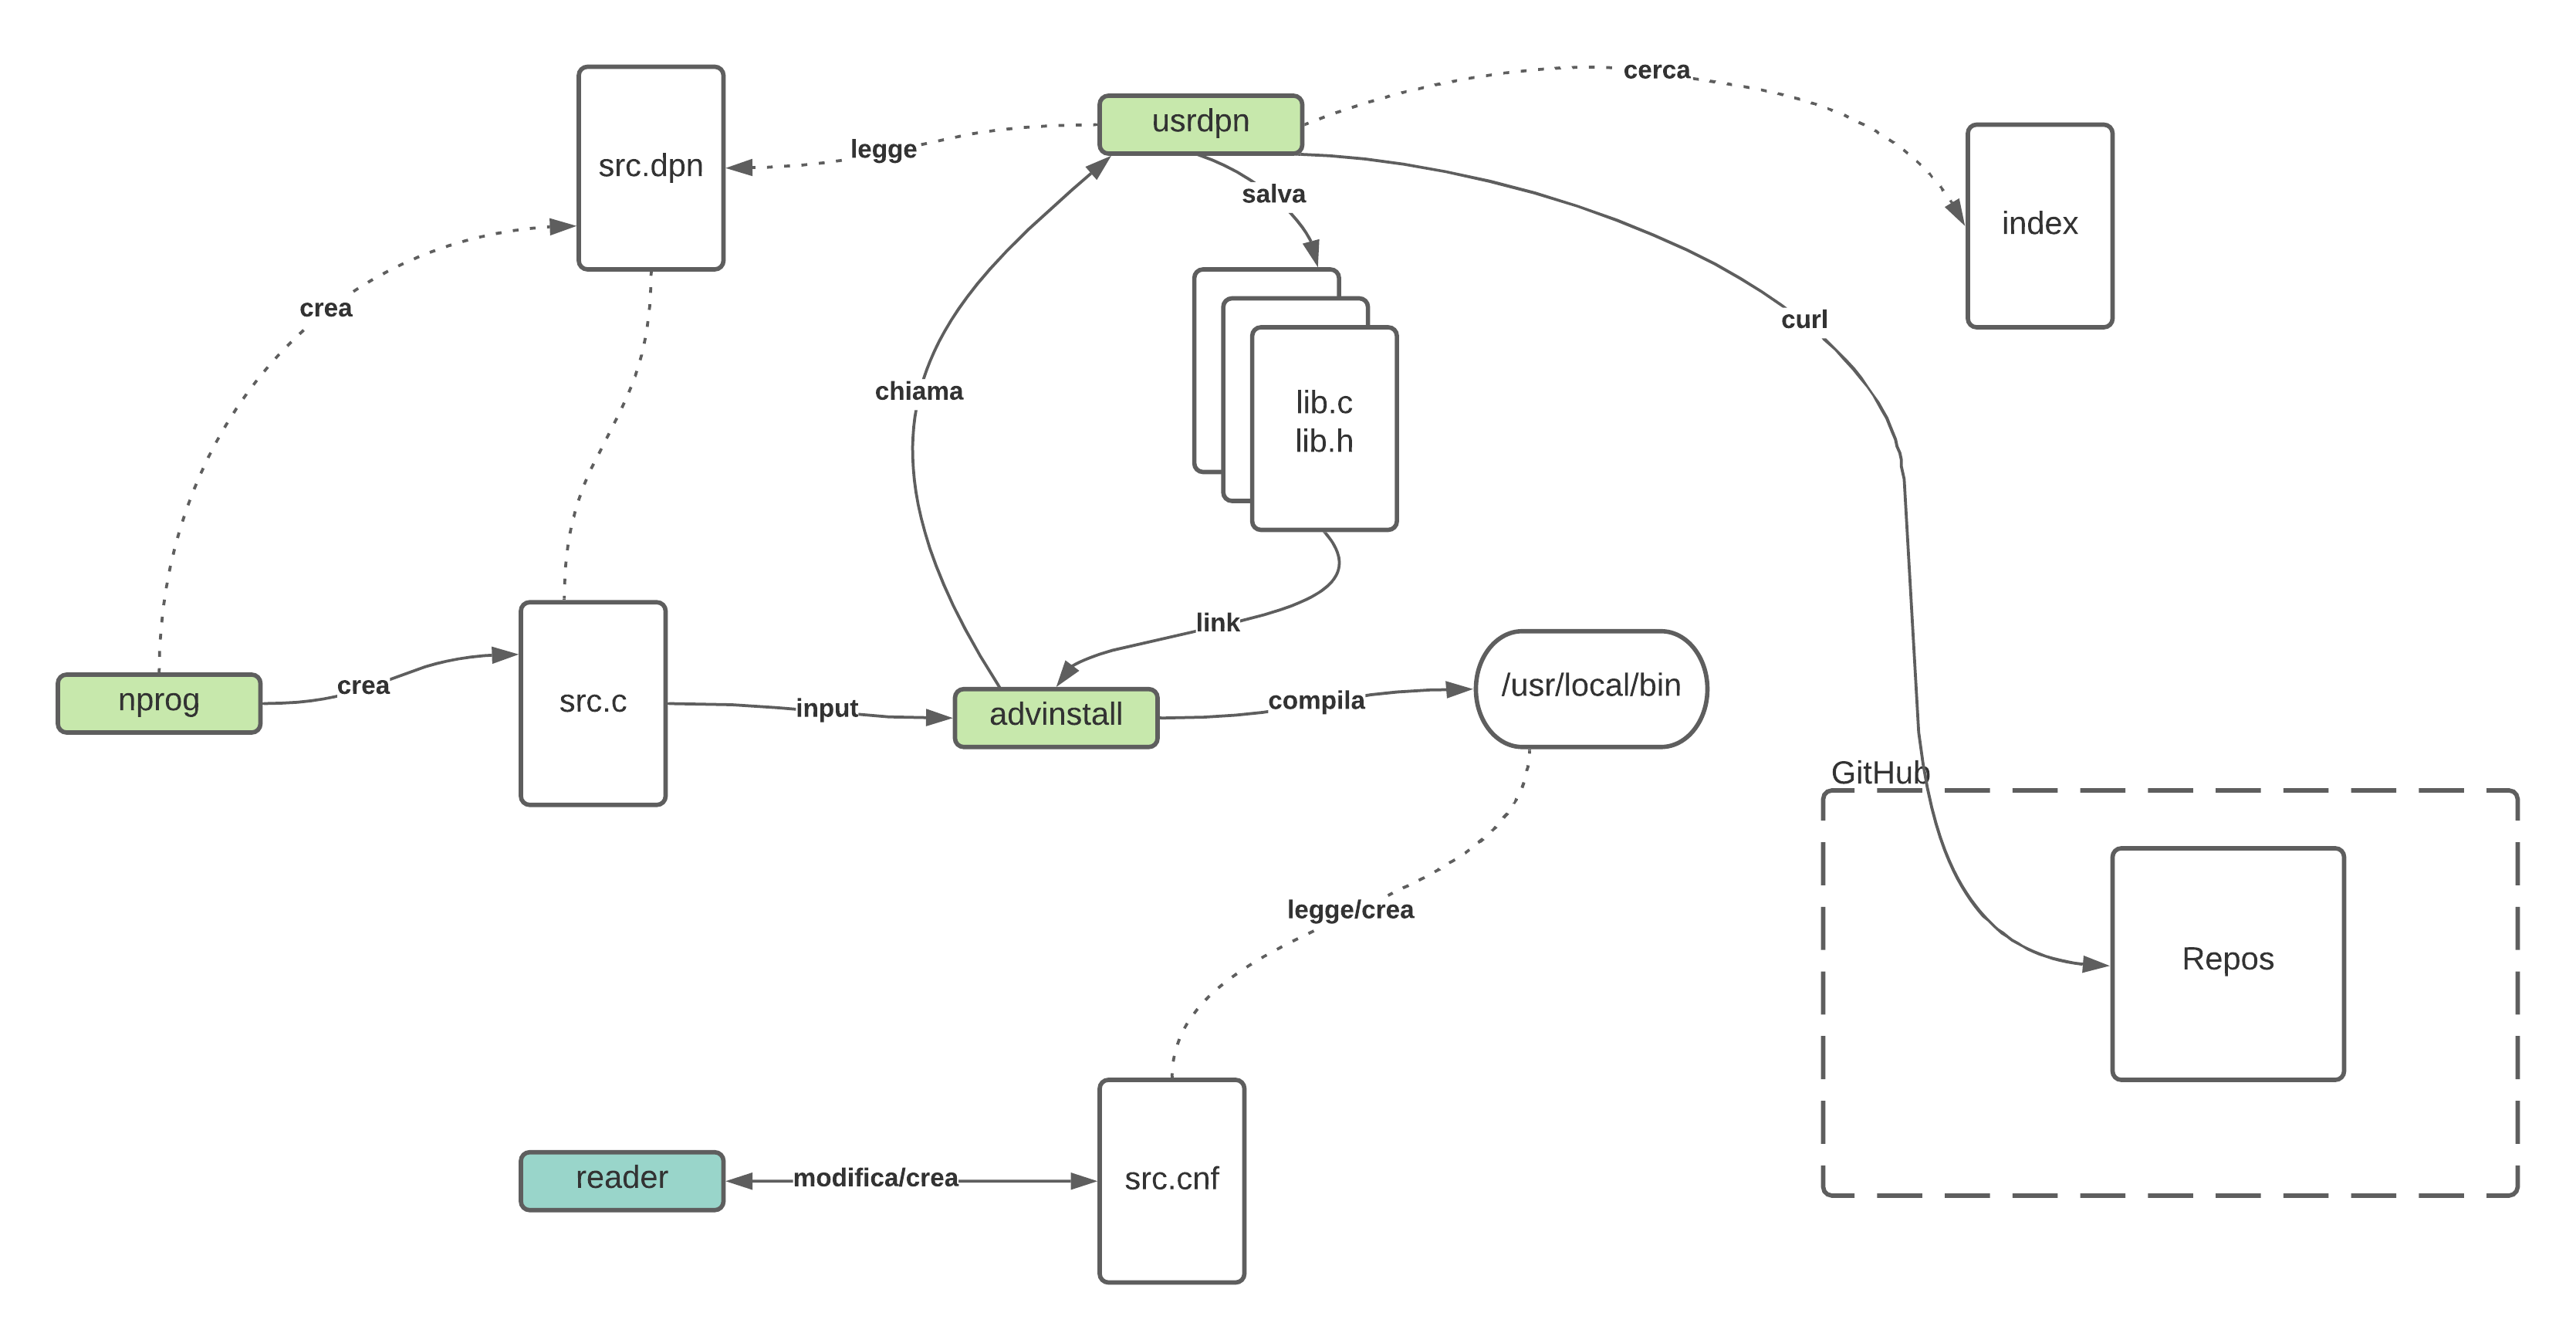 cerca
usrdpn
src.dpn
legge
salva
index
crea
curl
chiama
lib.c
lib.h
link
nprog
crea
src.c
input
advinstall
compila
/usr/local/bin
GitHub
legge/crea
Repos
reader
modifica/crea
src.cnf